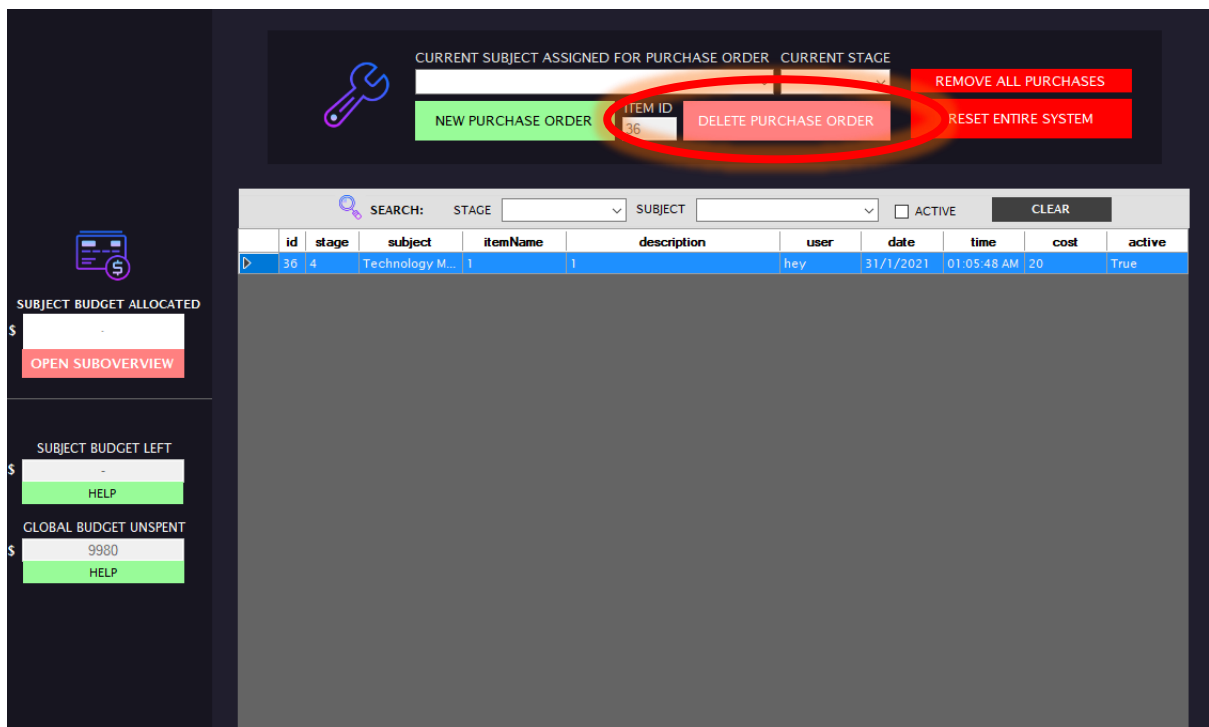 CURRENT SUBJECT ASSIGNED FOR PURCHASE ORDER CURRENT STAGE
REMOVE ALL PURCHASES
NEW PURCHASE ORDER
ITEM ID
36
DELETE PURCHASE ORDER
RESET ENTIRE SYSTEM
SEARCH: STAGE SUBJECT ACTIVE CLEAR
id stage subject itemName description user date time cost active
36 4 Technology M... 1 1 hey 31/1/2021 01:05:48 AM 20 True
SUBJECT BUDGET ALLOCATED
$ -
OPEN SUBOVERVIEW
SUBJECT BUDGET LEFT
$ -
HELP
GLOBAL BUDGET UNSPENT
$ 9980
HELP